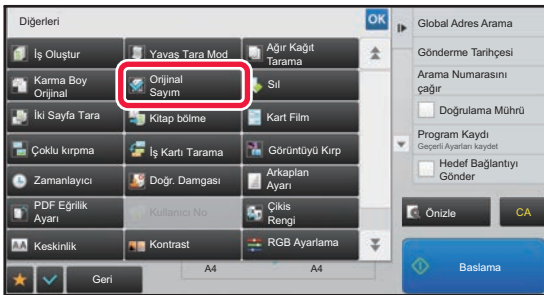 Diğerleri
OK
İş Oluştur
Yavaş Tara Mod
Ağır Kağıt
Tarama
Karma Boy
Orijinal
Orijinal
Sayım
Sil
İki Sayfa Tara
Kitap bölme
Kart Film
Çoklu kırpma
İş Kartı Tarama
Görüntüyü Kırp
Zamanlayıcı
Doğr. Damgası
Arkaplan
Ayarı
PDF Eğrilik
Ayarı
Kullanıcı No
Çikis
Rengi
Keskinlik
Kontrast
RGB Ayarlama
Geri
A4
A4
Global Adres Arama
Gönderme Tarihçesi
Arama Numarasını
çağır
Doğrulama Mührü
Program Kaydı
Geçerli Ayarları kaydet
Hedef Bağlantıyı
Gönder
Önizle
CA
Baslama